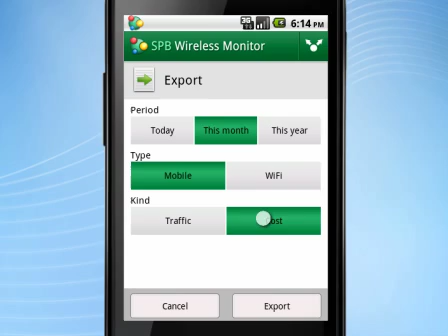 3G 6:14 PM
SPB Wireless Monitor
Export
Period
Today This month This year
Type
Mobile WiFi
Kind
Traffic
Cancel Export